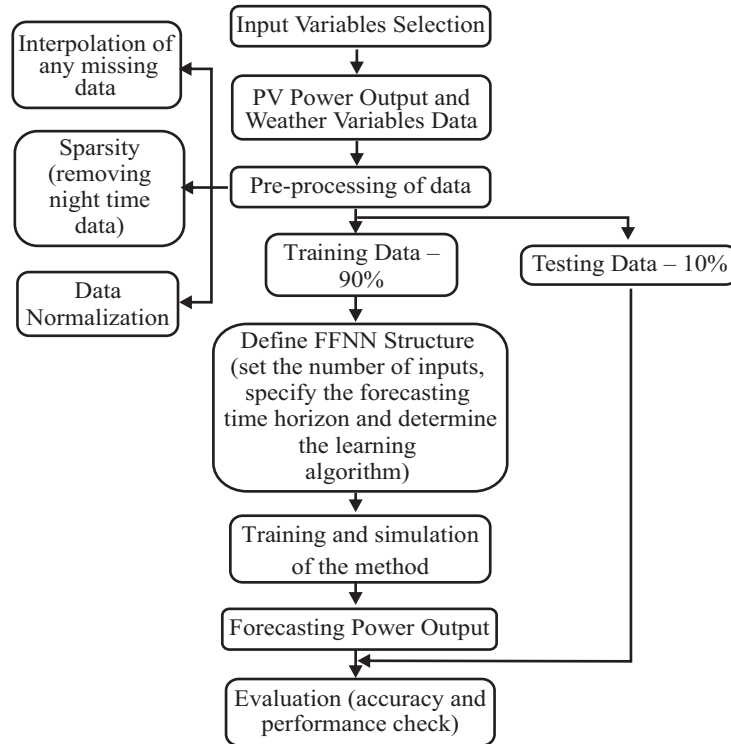 Input Variables Selection
Interpolation of
any missing
data
PV Power Output and
Weather Variables Data
Sparsity
(removing
night time
data)
Pre-processing of data
Training Data –
90%
Testing Data – 10%
Data
Normalization
Define FFNN Structure
(set the number of inputs,
specify the forecasting
time horizon and determine
the learning
algorithm)
Training and simulation
of the method
Forecasting Power Output
Evaluation (accuracy and
performance check)